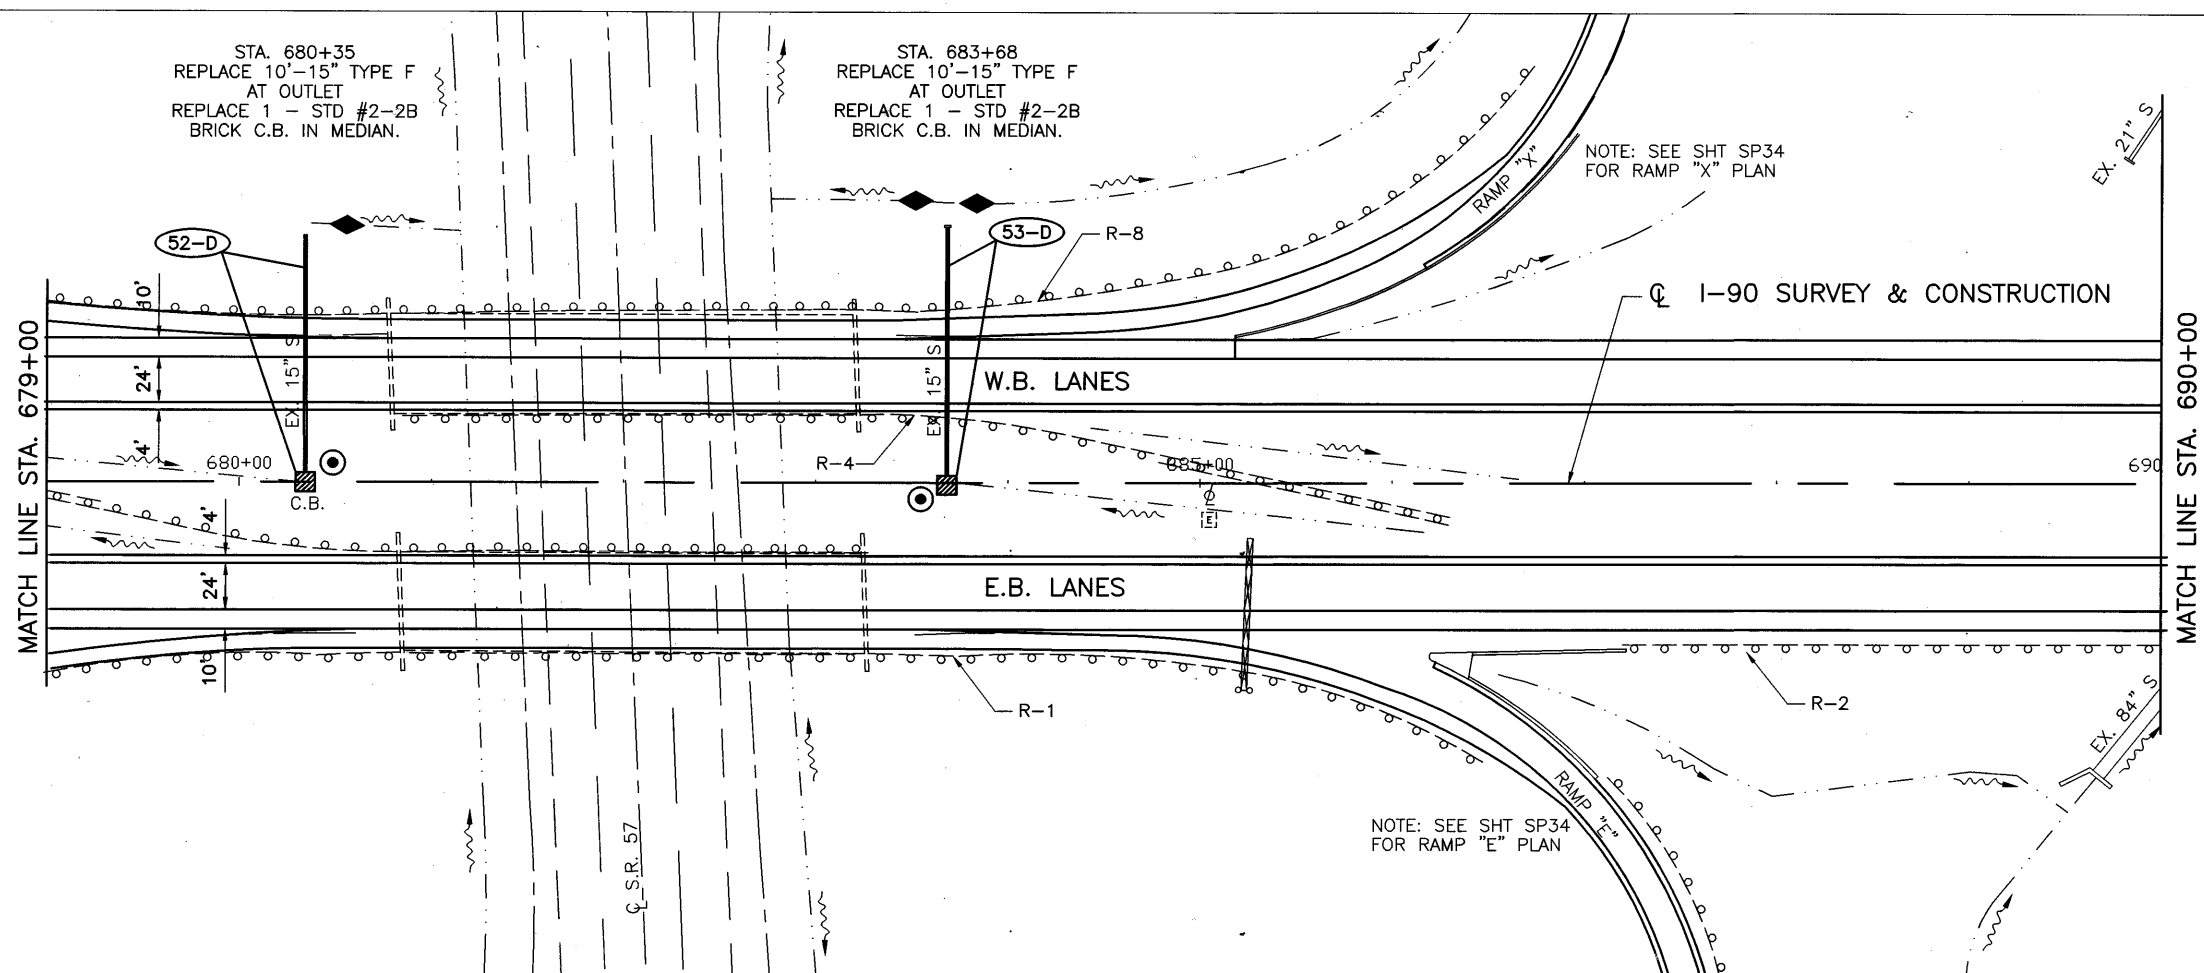 STA. 680+35
REPLACE 10'-15" TYPE F
AT OUTLET
REPLACE 1 - STD #2-2B
BRICK C.B. IN MEDIAN.
STA. 683+68
REPLACE 10'-15" TYPE F
AT OUTLET
REPLACE 1 - STD #2-2B
BRICK C.B. IN MEDIAN.
NOTE: SEE SHT SP34
FOR RAMP "X" PLAN
EX. 21" S
RAMP "X"
52-D
53-D
R-8
10'
℄ I-90 SURVEY & CONSTRUCTION
MATCH LINE STA. 679+00
MATCH LINE STA. 690+00
EX. 15" S
EX. 15" S
24'
W.B. LANES
4'
680+00
R-4
685+00
690
C.B.
E
4'
24'
E.B. LANES
10'
R-1
R-2
EX. 84" S
RAMP "E"
NOTE: SEE SHT SP34
FOR RAMP "E" PLAN
℄ S.R. 57